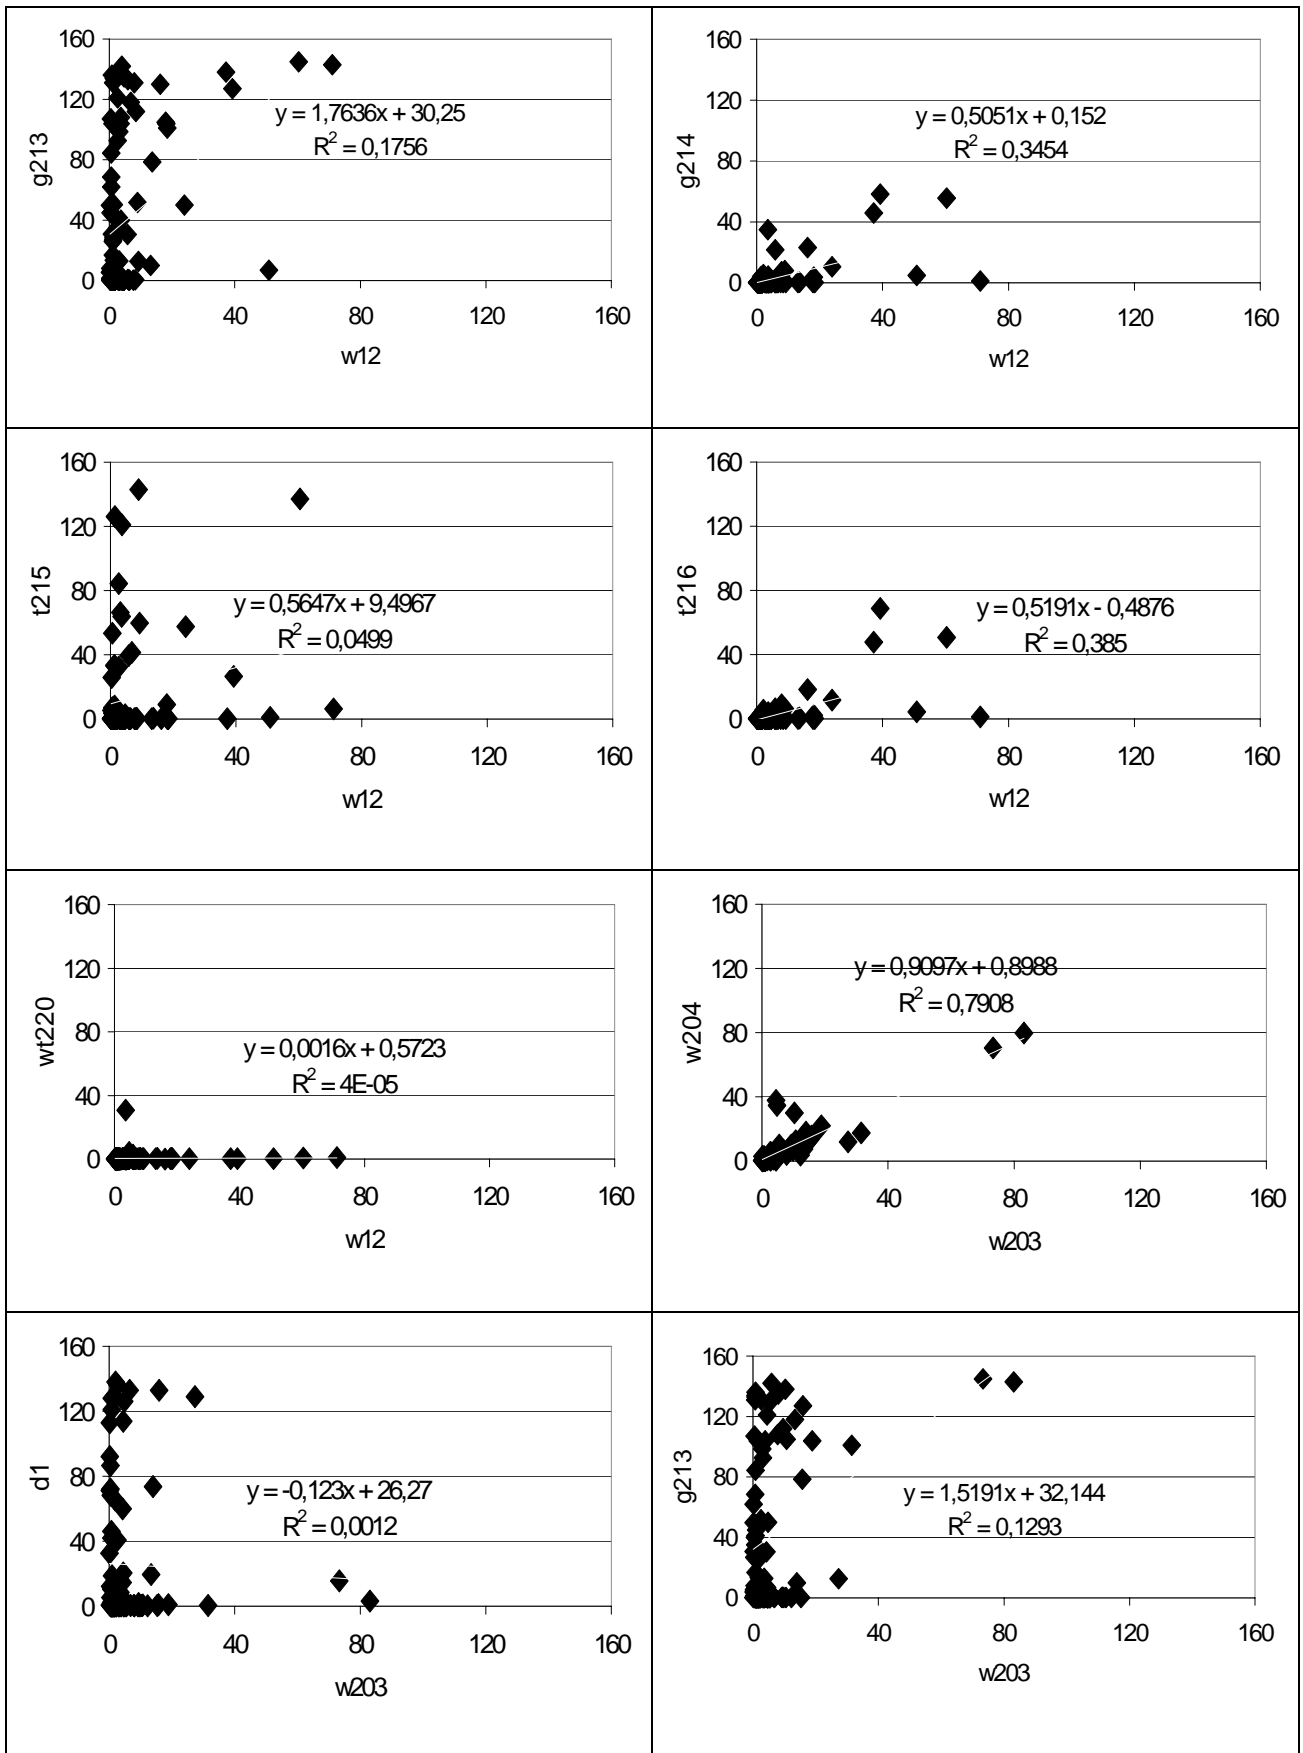 160
120
80
40
0
g213
y = 1,7636x + 30,25
R² = 0,1756
0 40 80 120 160
w12
160
120
80
40
0
g214
y = 0,5051x + 0,152
R² = 0,3454
0 40 80 120 160
w12
160
120
80
40
0
t215
y = 0,5647x + 9,4967
R² = 0,0499
0 40 80 120 160
w12
160
120
80
40
0
t216
y = 0,5191x - 0,4876
R² = 0,385
0 40 80 120 160
w12
160
120
80
40
0
wt220
y = 0,0016x + 0,5723
R² = 4E-05
0 40 80 120 160
w12
160
120
80
40
0
w204
y = 0,9097x + 0,8988
R² = 0,7908
0 40 80 120 160
w203
160
120
80
40
0
d1
y = -0,123x + 26,27
R² = 0,0012
0 40 80 120 160
w203
160
120
80
40
0
g213
y = 1,5191x + 32,144
R² = 0,1293
0 40 80 120 160
w203